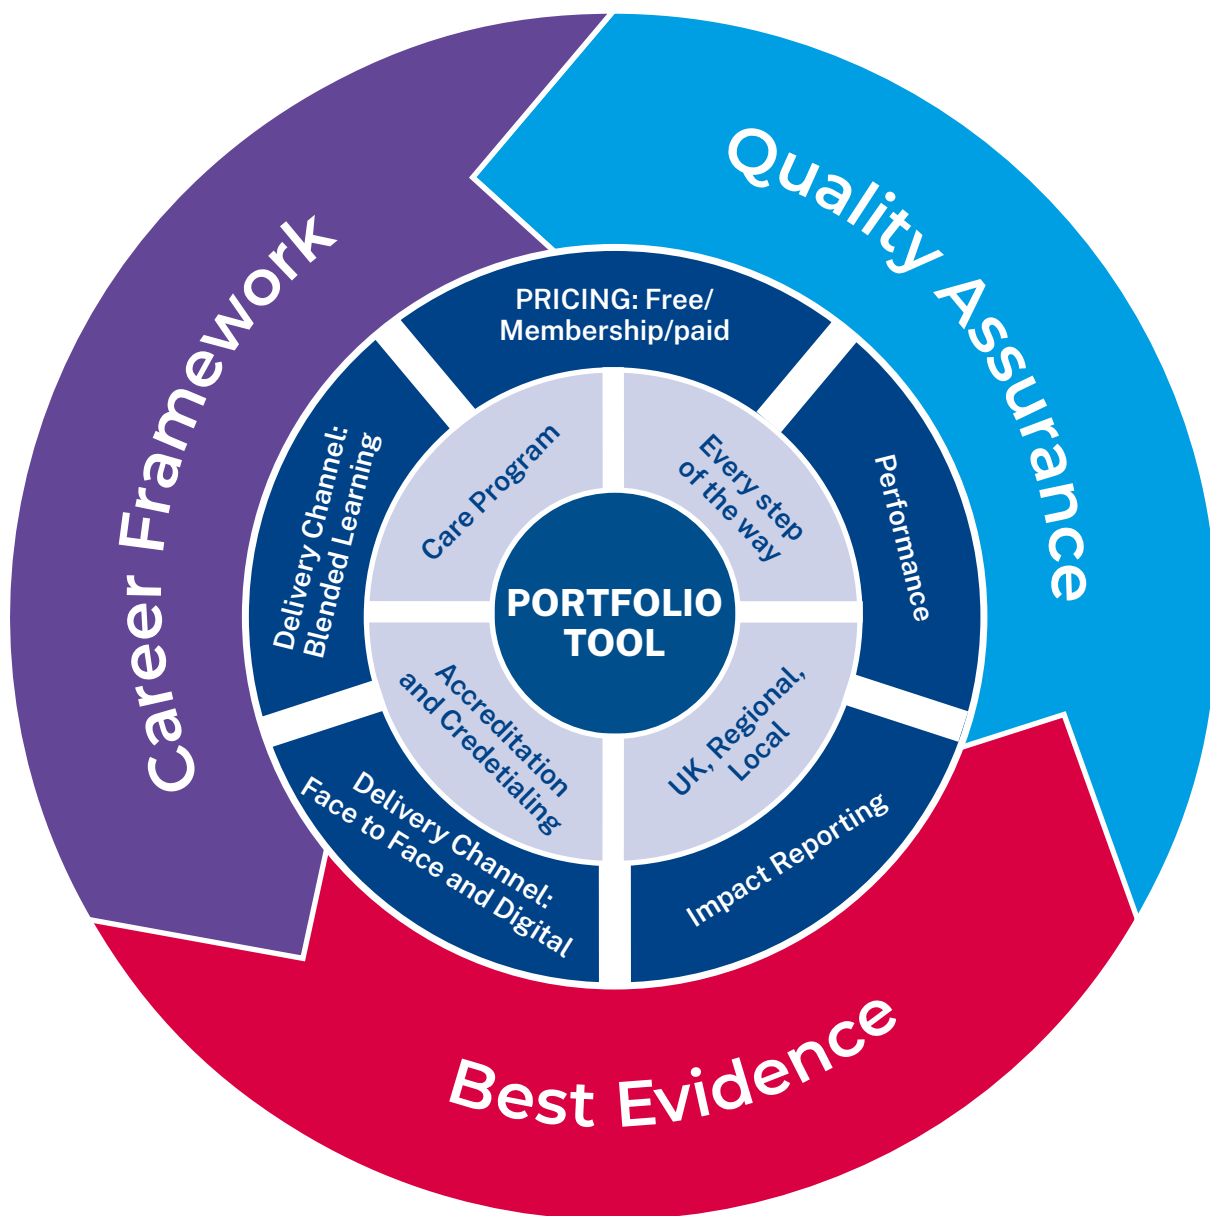 Career Framework
Quality Assurance
Best Evidence
PRICING: Free/
Membership/paid
Performance
Impact Reporting
Delivery Channel:
Face to Face and Digital
Delivery Channel:
Blended Learning
Care Program
Every step
of the way
UK, Regional,
Local
Accreditation
and Credetialing
PORTFOLIO
TOOL